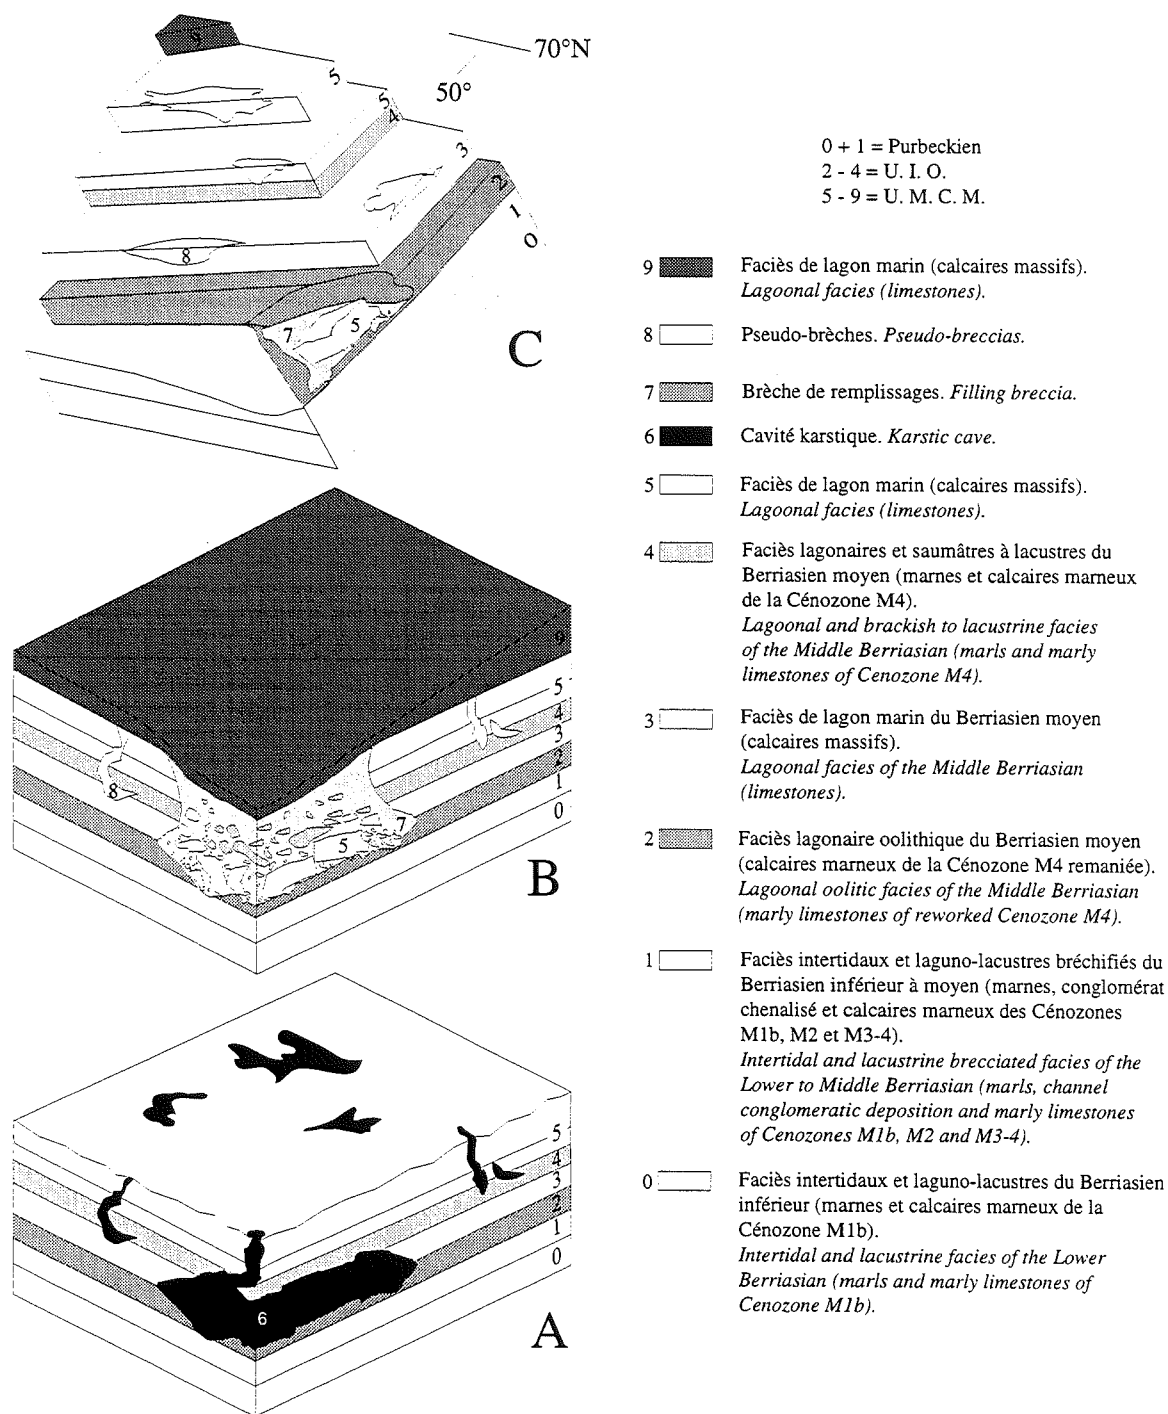 9
5
5
4
3
2
1
0
8
7
5
C
70°N
50°
9
5
4
3
2
1
0
8
7
5
B
5
4
3
2
1
0
6
A
0 + 1 = Purbeckien
2 - 4 = U. I. O.
5 - 9 = U. M. C. M.
9 Faciès de lagon marin (calcaires massifs).
Lagoonal facies (limestones).
8 Pseudo-brèches. Pseudo-breccias.
7 Brèche de remplissages. Filling breccia.
6 Cavité karstique. Karstic cave.
5 Faciès de lagon marin (calcaires massifs).
Lagoonal facies (limestones).
4 Faciès lagonaires et saumâtres à lacustres du
Berriasien moyen (marnes et calcaires marneux
de la Cénozone M4).
Lagoonal and brackish to lacustrine facies
of the Middle Berriasian (marls and marly
limestones of Cenozone M4).
3 Faciès de lagon marin du Berriasien moyen
(calcaires massifs).
Lagoonal facies of the Middle Berriasian
(limestones).
2 Faciès lagonaire oolithique du Berriasien moyen
(calcaires marneux de la Cénozone M4 remaniée).
Lagoonal oolitic facies of the Middle Berriasian
(marly limestones of reworked Cenozone M4).
1 Faciès intertidaux et laguno-lacustres bréchifiés du
Berriasien inférieur à moyen (marnes, conglomérat
chenalisé et calcaires marneux des Cénozones
M1b, M2 et M3-4).
Intertidal and lacustrine brecciated facies of the
Lower to Middle Berriasian (marls, channel
conglomeratic deposition and marly limestones
of Cenozones M1b, M2 and M3-4).
0 Faciès intertidaux et laguno-lacustres du Berriasien
inférieur (marnes et calcaires marneux de la
Cénozone M1b).
Intertidal and lacustrine facies of the Lower
Berriasian (marls and marly limestones of
Cenozone M1b).